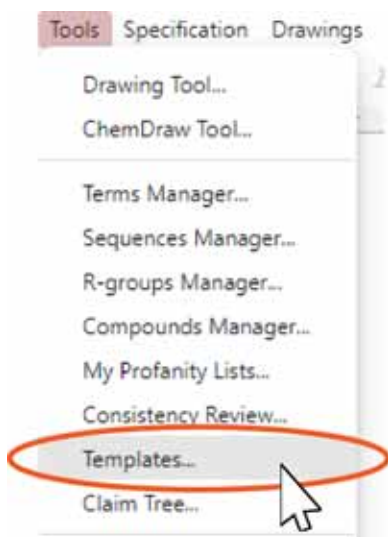 Tools Specification Drawings
Drawing Tool...
ChemDraw Tool...
Terms Manager...
Sequences Manager...
R-groups Manager...
Compounds Manager...
My Profanity Lists...
Consistency Review...
Templates...
Claim Tree...